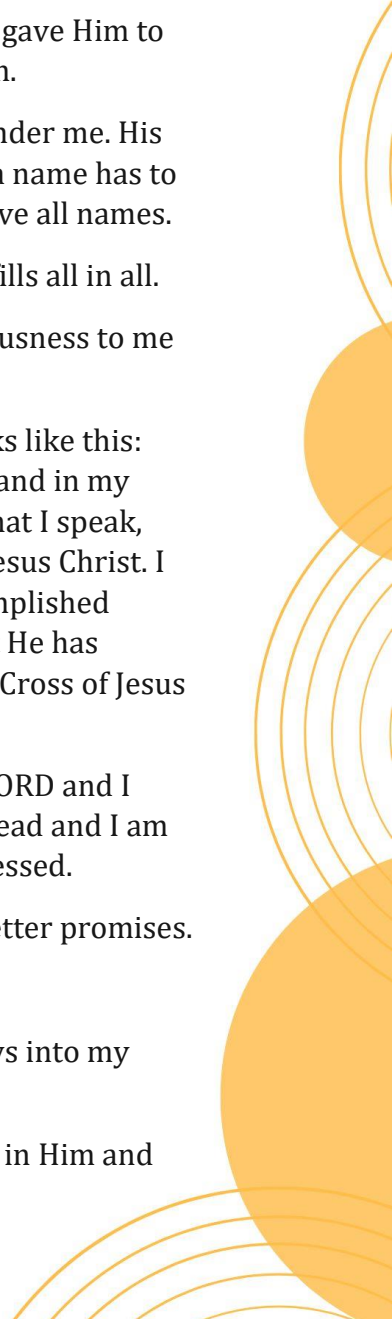 gave Him to
n.
nder me. His
n name has to
ve all names.
ills all in all.
usness to me
ks like this:
and in my
hat I speak,
esus Christ. I
mplished
He has
Cross of Jesus
ORD and I
ead and I am
essed.
etter promises.
ys into my
in Him and